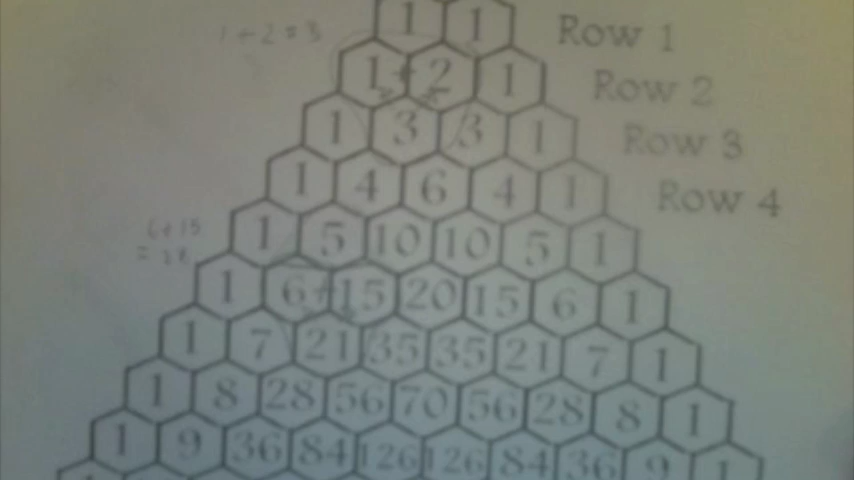 1 + 2 = 3
1 1 Row 1
1 + 2 1 Row 2
1 3 3 1 Row 3
1 4 6 4 1 Row 4
6+15
1 5 10 10 5 1
1 6+15 20 15 6 1
1 7 21 35 35 21 7 1
1 8 28 56 70 56 28 8 1
1 9 36 84 126 126 84 36 9 1